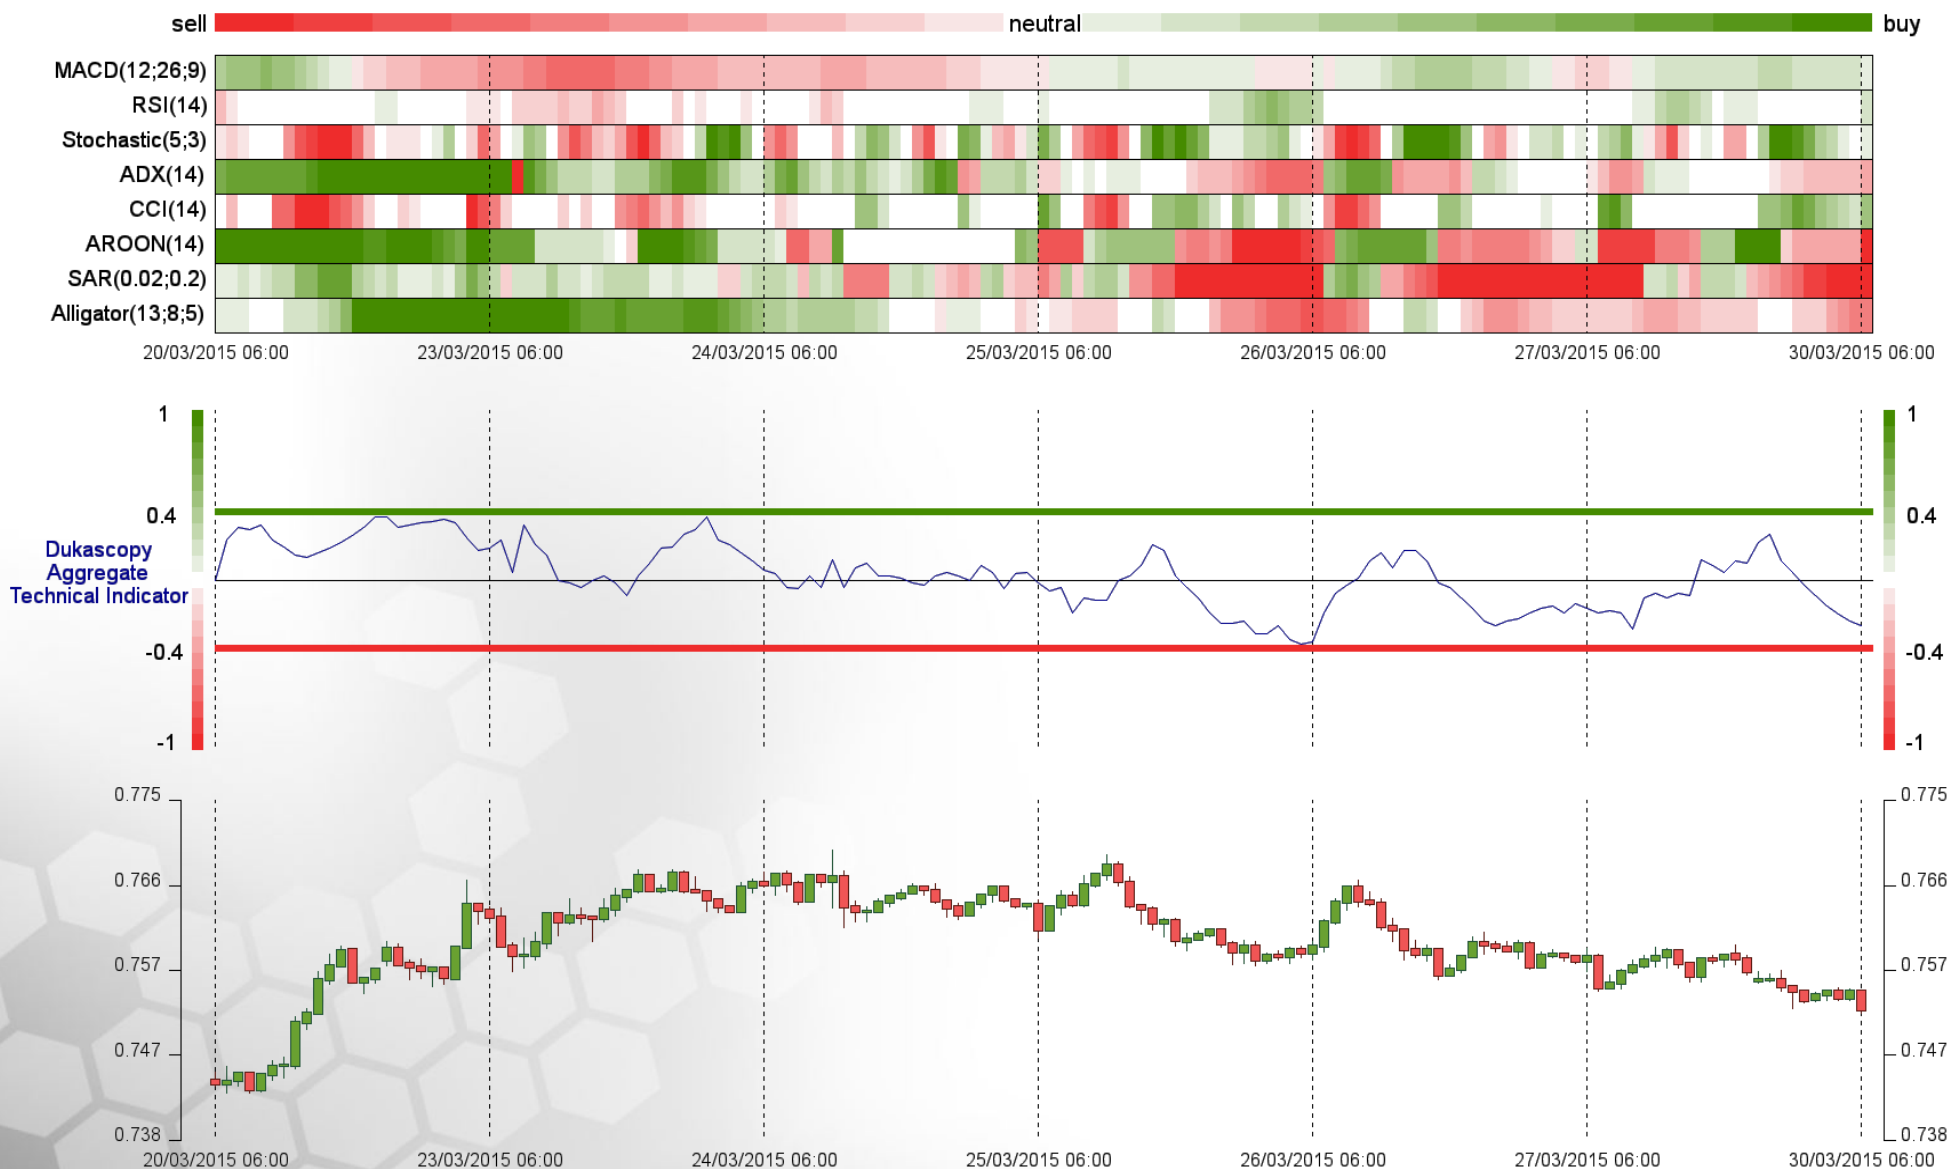 sell neutral buy
MACD(12;26;9)
RSI(14)
Stochastic(5;3)
ADX(14)
CCI(14)
AROON(14)
SAR(0.02;0.2)
Alligator(13;8;5)
20/03/2015 06:00 23/03/2015 06:00 24/03/2015 06:00 25/03/2015 06:00 26/03/2015 06:00 27/03/2015 06:00 30/03/2015 06:00
1 1
0.4 0.4
Dukascopy
Aggregate
Technical Indicator
-0.4 -0.4
-1 -1
0.775 0.775
0.766 0.766
0.757 0.757
0.747 0.747
0.738 0.738
20/03/2015 06:00 23/03/2015 06:00 24/03/2015 06:00 25/03/2015 06:00 26/03/2015 06:00 27/03/2015 06:00 30/03/2015 06:00